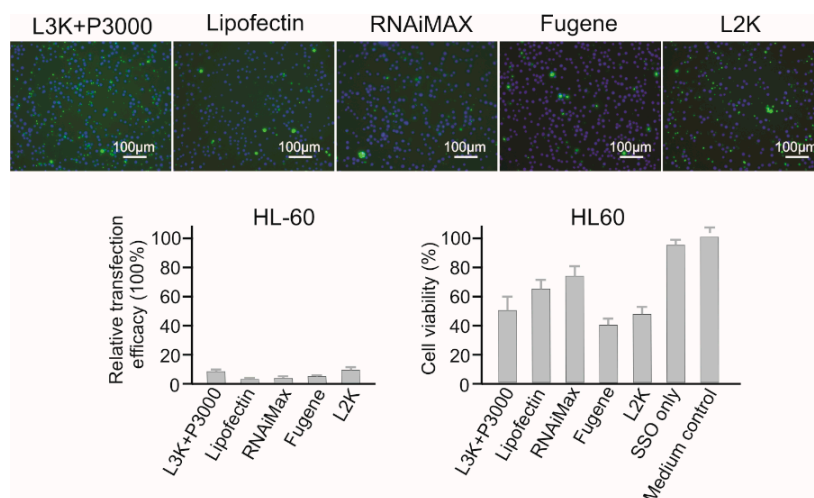 L3K+P3000 Lipofectin RNAiMAX Fugene L2K
100μm 100μm 100μm 100μm 100μm
HL-60
Relative transfection
efficacy (100%)
100
80
60
40
20
0
L3K+P3000
Lipofectin
RNAiMax
Fugene
L2K
HL60
Cell viability (%)
100
80
60
40
20
0
L3K+P3000
Lipofectin
RNAiMax
Fugene
L2K
SSO only
Medium control